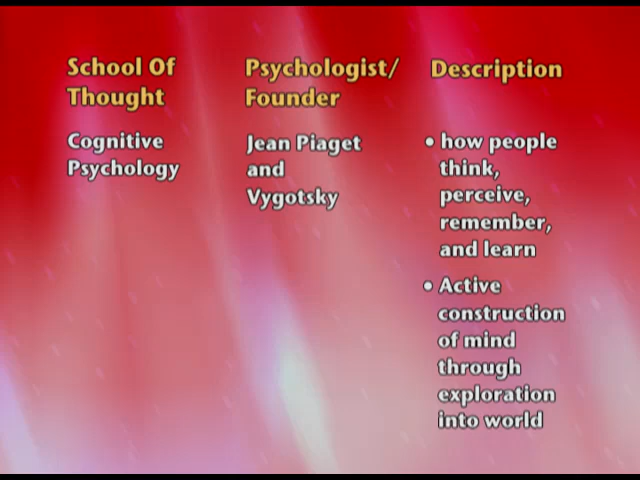 School Of
Thought
Psychologist/
Founder
Description
Cognitive
Psychology
Jean Piaget
and
Vygotsky
• how people
think,
perceive,
remember,
and learn
• Active
construction
of mind
through
exploration
into world